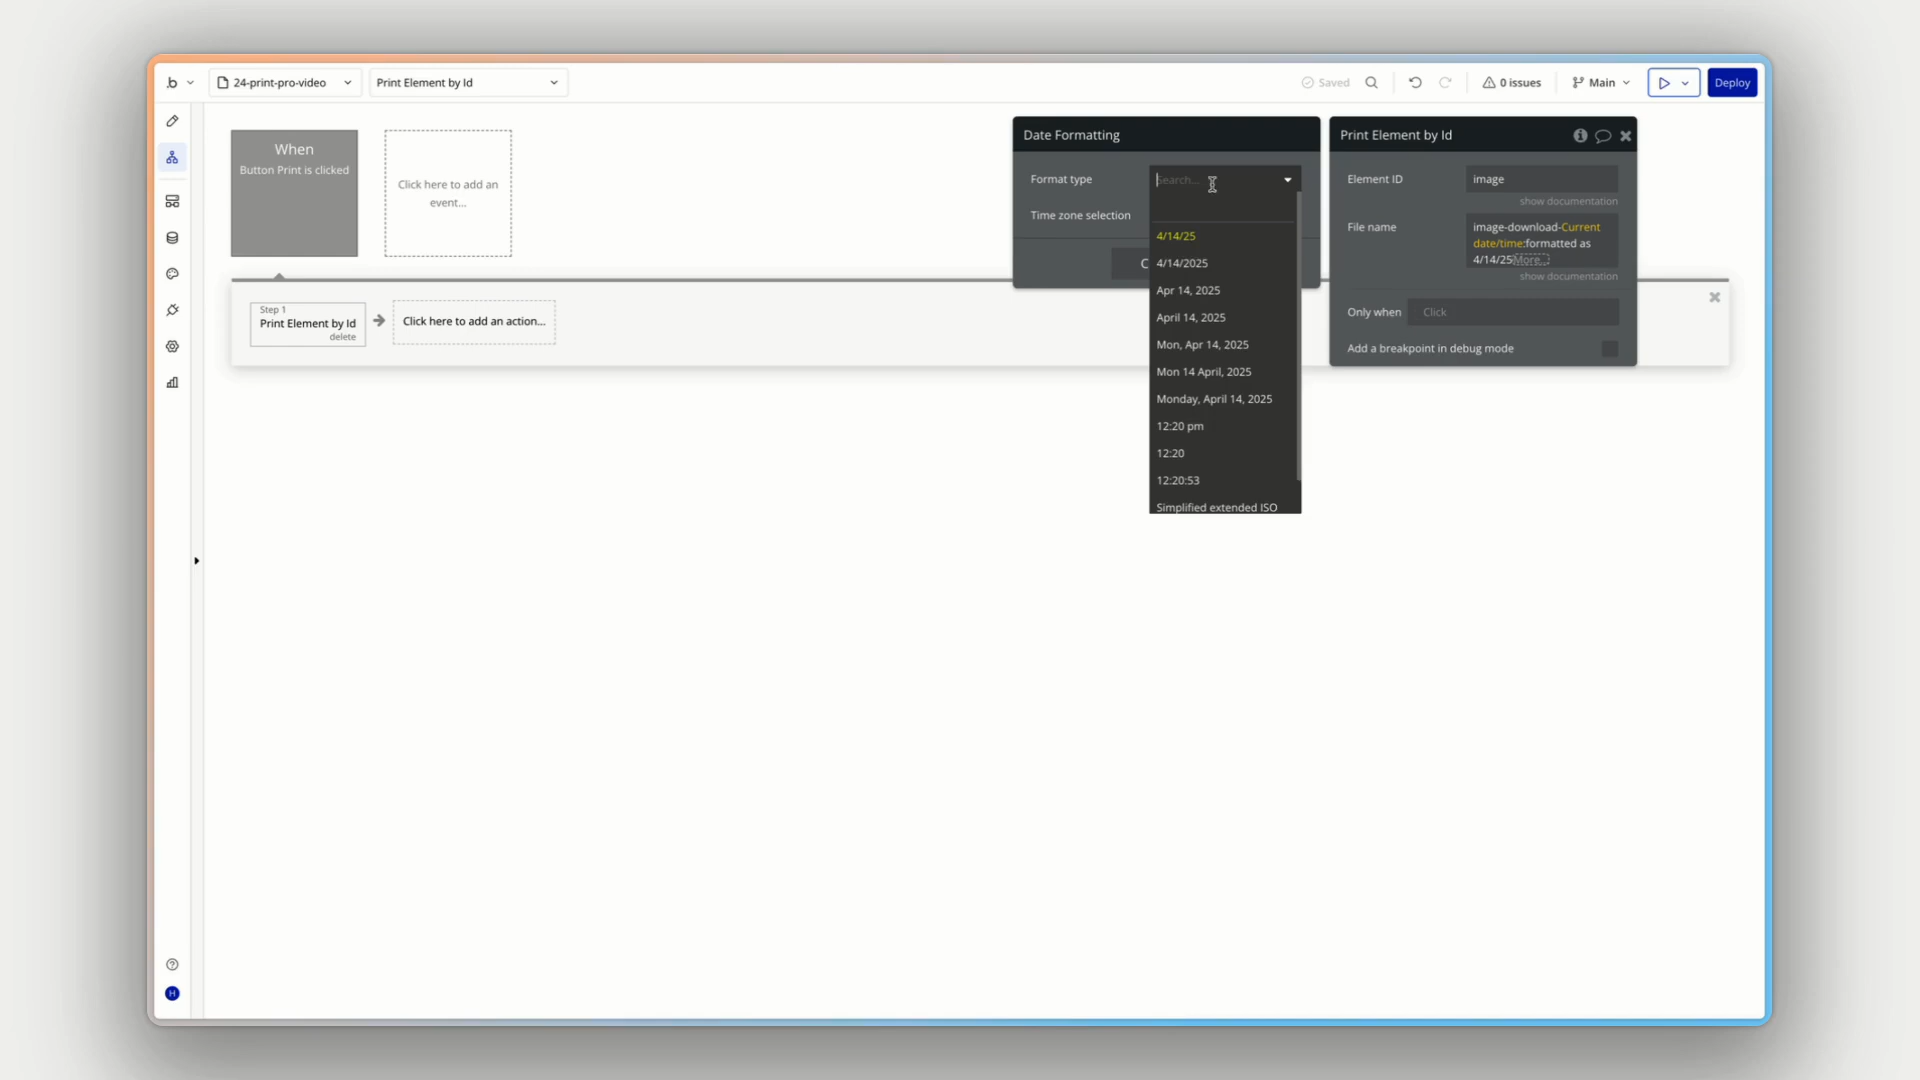 24-print-pro-video
Print Element by Id
Saved
0 issues
Main
Deploy
When
Button Print is clicked
Click here to add an
event...
Step 1
Print Element by Id
delete
Click here to add an action...
Date Formatting
Format type
Search...
Time zone selection
C
4/14/25
4/14/2025
Apr 14, 2025
April 14, 2025
Mon, Apr 14, 2025
Mon 14 April, 2025
Monday, April 14, 2025
12:20 pm
12:20
12:20:53
Simplified extended ISO
Print Element by Id
Element ID
image
show documentation
File name
image-download-Current
date/time:formatted as
4/14/25More...
show documentation
Only when
Click
Add a breakpoint in debug mode
H